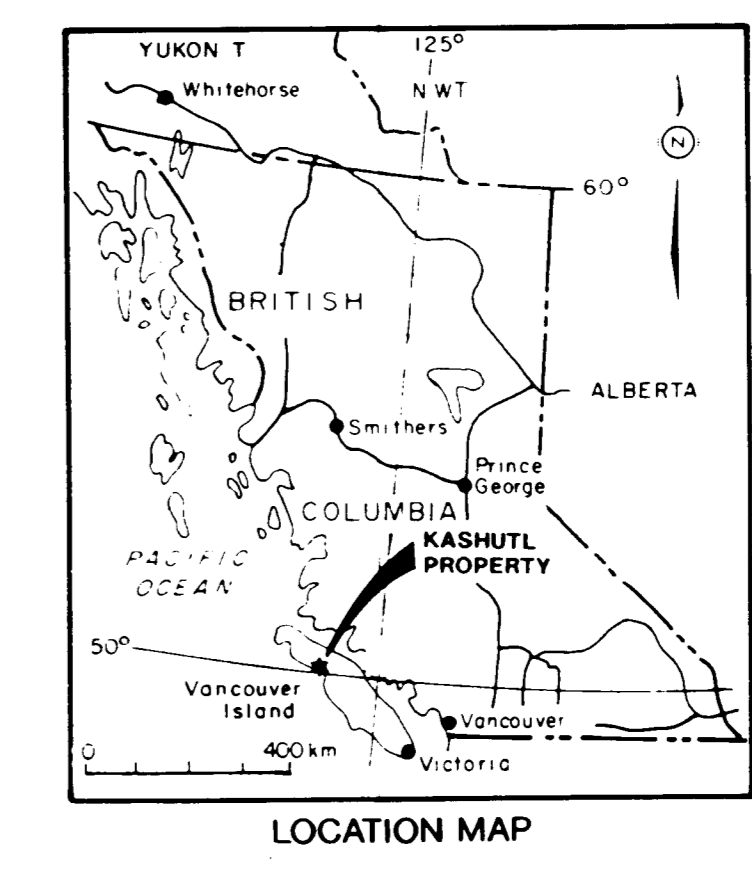 YUKON T
125°
Whitehorse
NWT
N
60°
BRITISH
ALBERTA
Smithers
Prince
George
COLUMBIA
KASHUTL
PROPERTY
PACIFIC
OCEAN
50°
Vancouver
Island
Vancouver
0 400 km
Victoria
LOCATION MAP